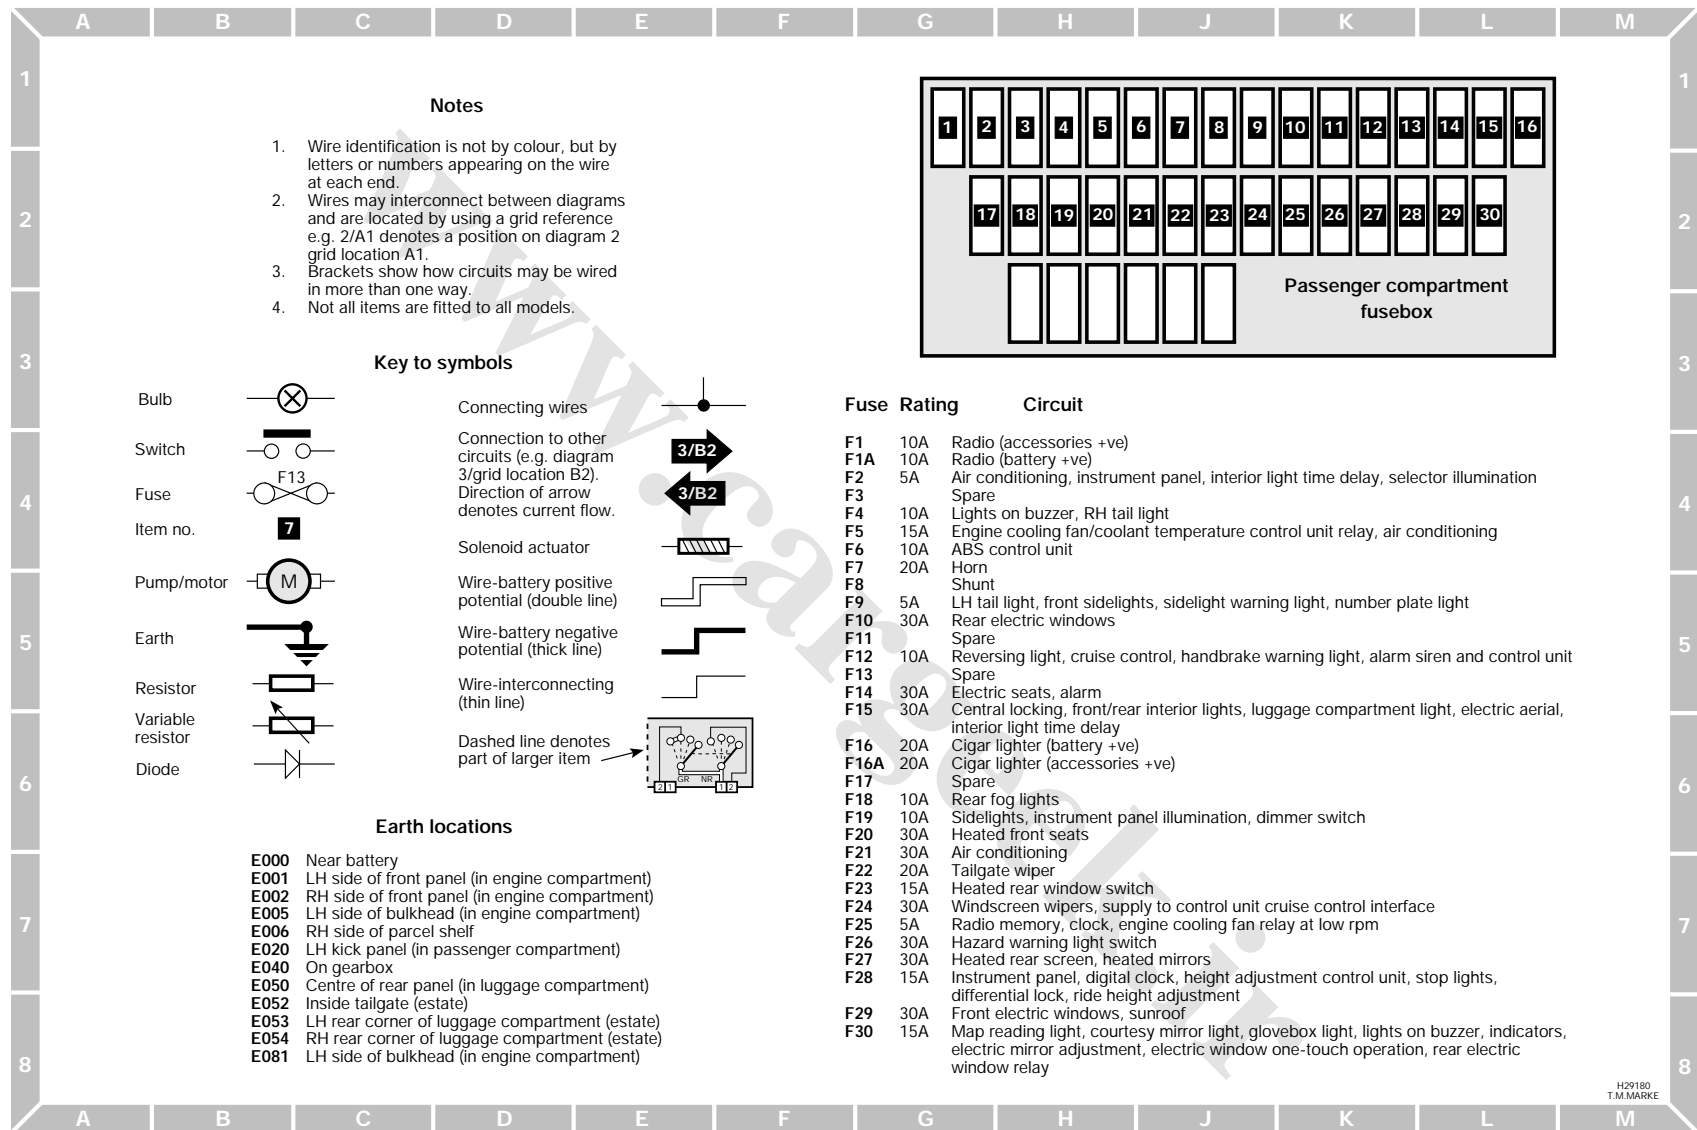 A B C D E F G H J K L M
1 1
2 2
3 3
4 4
5 5
6 6
7 7
8 8
Notes
1. Wire identification is not by colour, but by
letters or numbers appearing on the wire
at each end.
2. Wires may interconnect between diagrams
and are located by using a grid reference
e.g. 2/A1 denotes a position on diagram 2
grid location A1.
3. Brackets show how circuits may be wired
in more than one way.
4. Not all items are fitted to all models.
Key to symbols
Bulb
Switch
Fuse F13
Item no. 7
Pump/motor M
Earth
Resistor
Variable
resistor
Diode
Connecting wires
Connection to other
circuits (e.g. diagram
3/grid location B2).
Direction of arrow
denotes current flow.
3/B2
3/B2
Solenoid actuator
Wire-battery positive
potential (double line)
Wire-battery negative
potential (thick line)
Wire-interconnecting
(thin line)
Dashed line denotes
part of larger item
GR NR
2 1 1 2
Earth locations
E000 Near battery
E001 LH side of front panel (in engine compartment)
E002 RH side of front panel (in engine compartment)
E005 LH side of bulkhead (in engine compartment)
E006 RH side of parcel shelf
E020 LH kick panel (in passenger compartment)
E040 On gearbox
E050 Centre of rear panel (in luggage compartment)
E052 Inside tailgate (estate)
E053 LH rear corner of luggage compartment (estate)
E054 RH rear corner of luggage compartment (estate)
E081 LH side of bulkhead (in engine compartment)
1 2 3 4 5 6 7 8 9 10 11 12 13 14 15 16
17 18 19 20 21 22 23 24 25 26 27 28 29 30
Passenger compartment
fusebox
Fuse Rating Circuit
F1 10A Radio (accessories +ve)
F1A 10A Radio (battery +ve)
F2 5A Air conditioning, instrument panel, interior light time delay, selector illumination
F3 Spare
F4 10A Lights on buzzer, RH tail light
F5 15A Engine cooling fan/coolant temperature control unit relay, air conditioning
F6 10A ABS control unit
F7 20A Horn
F8 Shunt
F9 5A LH tail light, front sidelights, sidelight warning light, number plate light
F10 30A Rear electric windows
F11 Spare
F12 10A Reversing light, cruise control, handbrake warning light, alarm siren and control unit
F13 Spare
F14 30A Electric seats, alarm
F15 30A Central locking, front/rear interior lights, luggage compartment light, electric aerial,
interior light time delay
F16 20A Cigar lighter (battery +ve)
F16A 20A Cigar lighter (accessories +ve)
F17 Spare
F18 10A Rear fog lights
F19 10A Sidelights, instrument panel illumination, dimmer switch
F20 30A Heated front seats
F21 30A Air conditioning
F22 20A Tailgate wiper
F23 15A Heated rear window switch
F24 30A Windscreen wipers, supply to control unit cruise control interface
F25 5A Radio memory, clock, engine cooling fan relay at low rpm
F26 30A Hazard warning light switch
F27 30A Heated rear screen, heated mirrors
F28 15A Instrument panel, digital clock, height adjustment control unit, stop lights,
differential lock, ride height adjustment
F29 30A Front electric windows, sunroof
F30 15A Map reading light, courtesy mirror light, glovebox light, lights on buzzer, indicators,
electric mirror adjustment, electric window one-touch operation, rear electric
window relay
H29180
T.M.MARKE
www.cargeek.ir
A B C D E F G H J K L M